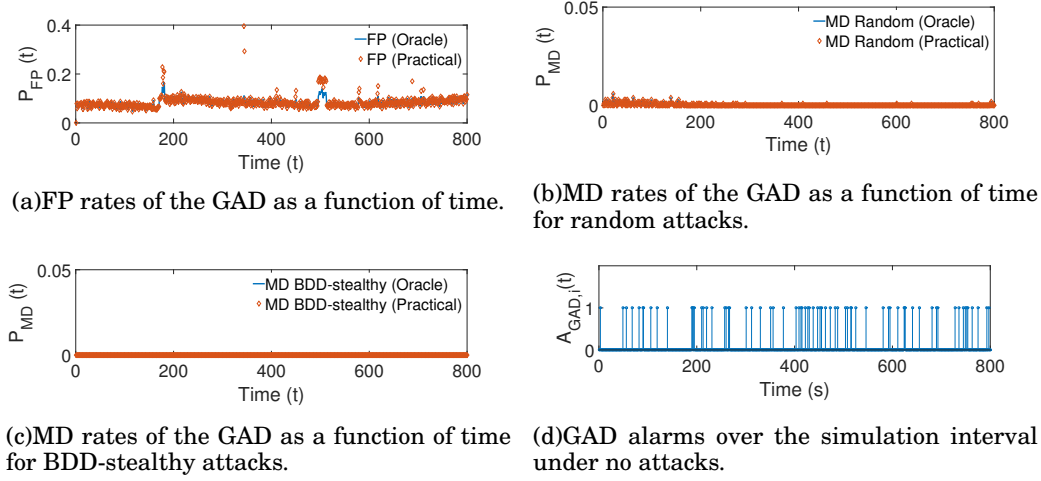 0.4
0.2
0
P_FP (t)
FP (Oracle)
FP (Practical)
0 200 400 600 800
Time (t)
(a)FP rates of the GAD as a function of time.
0.05
0
P_MD (t)
MD Random (Oracle)
MD Random (Practical)
0 200 400 600 800
Time (t)
(b)MD rates of the GAD as a function of time
for random attacks.
0.05
0
P_MD (t)
MD BDD-stealthy (Oracle)
MD BDD-stealthy (Practical)
0 200 400 600 800
Time (t)
(c)MD rates of the GAD as a function of time
for BDD-stealthy attacks.
1
0
A_GAD,i(t)
0 200 400 600 800
Time (s)
(d)GAD alarms over the simulation interval
under no attacks.